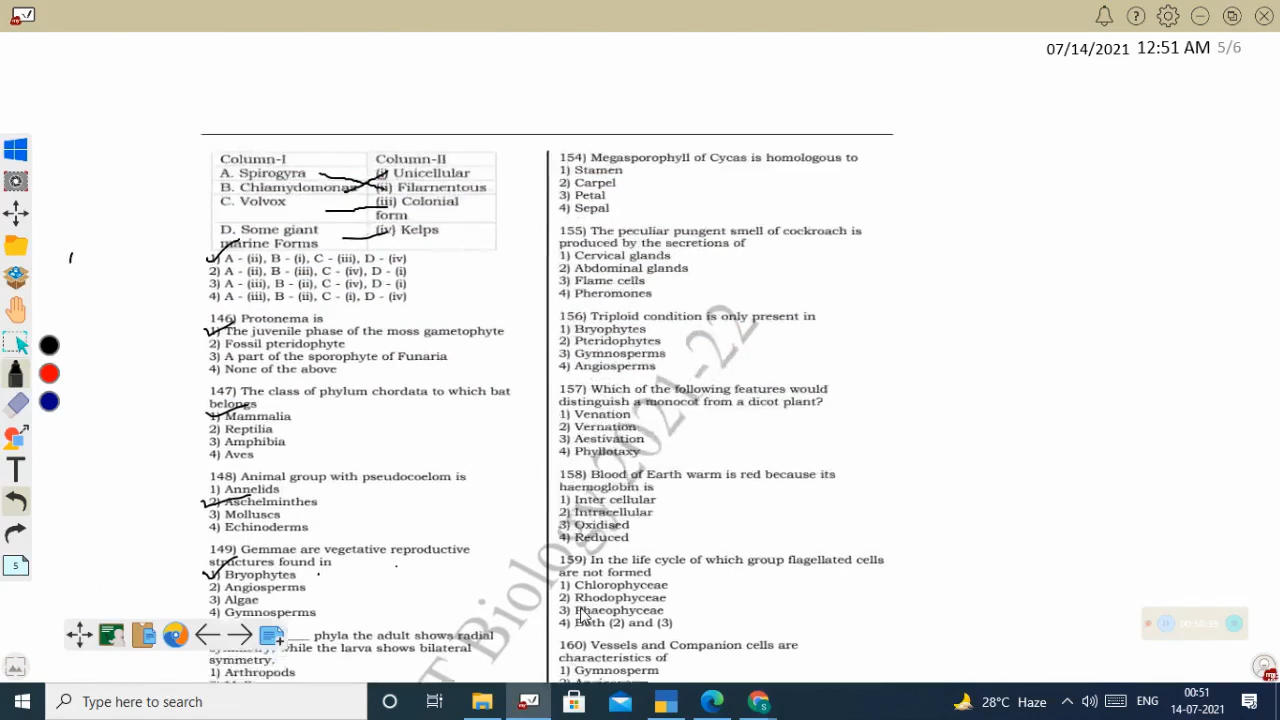 07/14/2021 12:51 AM 5/6
Column-I Column-II
A. Spirogyra (i) Unicellular
B. Chlamydomonas (ii) Filarnentous
C. Volvox (iii) Colonial
form
D. Some giant (iv) Kelps
marine Forms
1) A - (ii), B - (i), C - (iii), D - (iv)
2) A - (ii), B - (iii), C - (iv), D - (i)
3) A - (iii), B - (ii), C - (iv), D - (i)
4) A - (iii), B - (ii), C - (i), D - (iv)
146) Protonema is
1) The juvenile phase of the moss gametophyte
2) Fossil pteridophyte
3) A part of the sporophyte of Funaria
4) None of the above
147) The class of phylum chordata to which bat
belongs
1) Mammalia
2) Reptilia
3) Amphibia
4) Aves
148) Animal group with pseudocoelom is
1) Annelids
2) Aschelminthes
3) Molluscs
4) Echinoderms
149) Gemmae are vegetative reproductive
structures found in
1) Bryophytes
2) Angiosperms
3) Algae
4) Gymnosperms
phyla the adult shows radial
symmetry, while the larva shows bilateral
symmetry.
1) Arthropods
154) Megasporophyll of Cycas is homologous to
1) Stamen
2) Carpel
3) Petal
4) Sepal
155) The peculiar pungent smell of cockroach is
produced by the secretions of
1) Cervical glands
2) Abdominal glands
3) Flame cells
4) Pheromones
156) Triploid condition is only present in
1) Bryophytes
2) Pteridophytes
3) Gymnosperms
4) Angiosperms
157) Which of the following features would
distinguish a monocot from a dicot plant?
1) Venation
2) Vernation
3) Aestivation
4) Phyllotaxy
158) Blood of Earth warm is red because its
haemoglobin is
1) Inter cellular
2) Intracellular
3) Oxidised
4) Reduced
159) In the life cycle of which group flagellated cells
are not formed
1) Chlorophyceae
2) Rhodophyceae
3) Phaeophyceae
4) Both (2) and (3)
160) Vessels and Companion cells are
characteristics of
1) Gymnosperm
Biology-2021-22
5
Type here to search
28°C Haze
ENG
00:51
14-07-2021